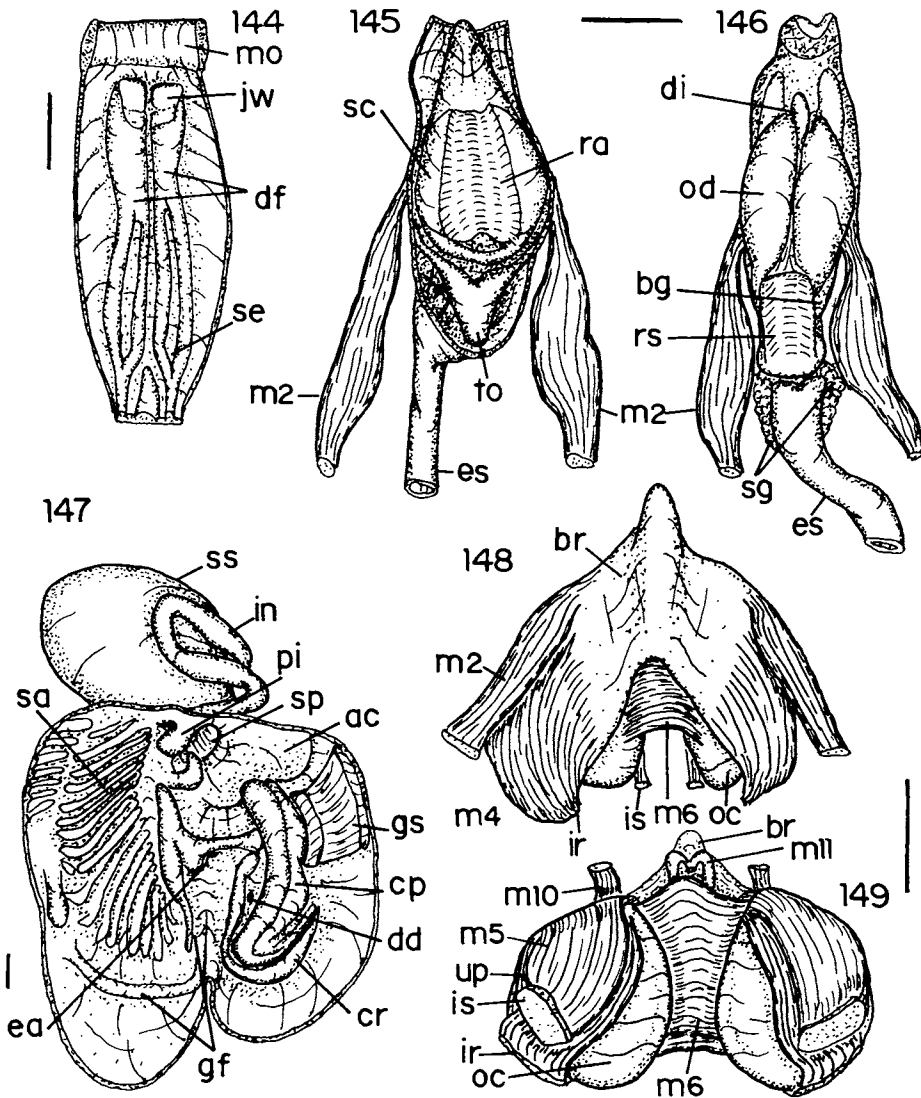 144 145 146
mo
jw
df
se
sc
ra
m2
to
es
m2
di
od
bg
rs
sg
es
147
ss
in
pi
sp
sa
ac
gs
cp
dd
cr
ea
gf
148
br
m2
m4
ir
is
m6
oc
149
br
m11
m10
m5
up
is
ir
oc
m6